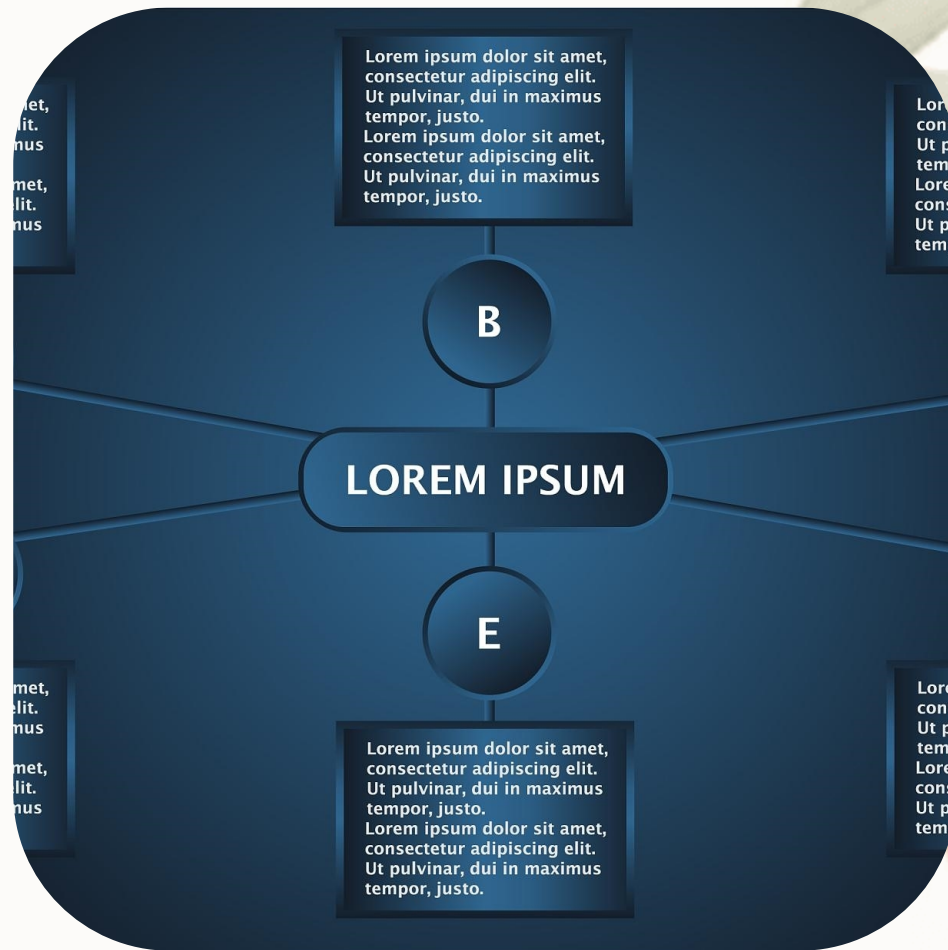 Lorem ipsum dolor sit amet,
consectetur adipiscing elit.
Ut pulvinar, dui in maximus
tempor, justo.
Lorem ipsum dolor sit amet,
consectetur adipiscing elit.
Ut pulvinar, dui in maximus
tempor, justo.
B
LOREM IPSUM
E
Lorem ipsum dolor sit amet,
consectetur adipiscing elit.
Ut pulvinar, dui in maximus
tempor, justo.
Lorem ipsum dolor sit amet,
consectetur adipiscing elit.
Ut pulvinar, dui in maximus
tempor, justo.